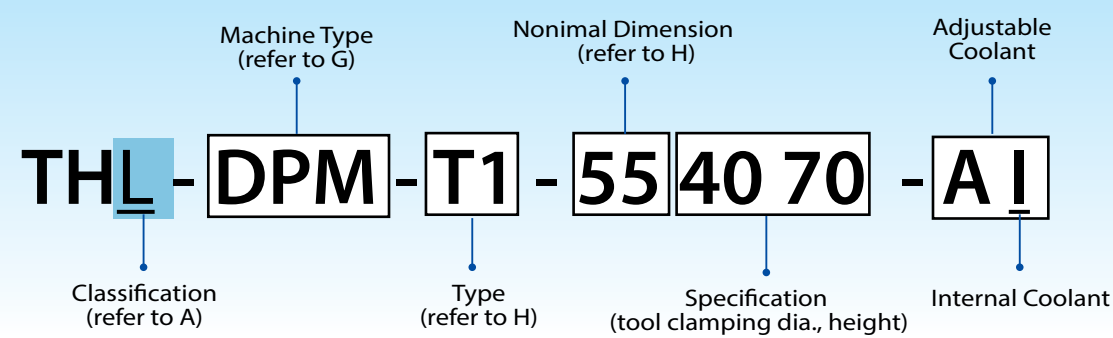 Machine Type
(refer to G)
Nonimal Dimension
(refer to H)
Adjustable
Coolant
THL - DPM - T1 - 55 40 70 - A I
Classification
(refer to A)
Type
(refer to H)
Specification
(tool clamping dia., height)
Internal Coolant